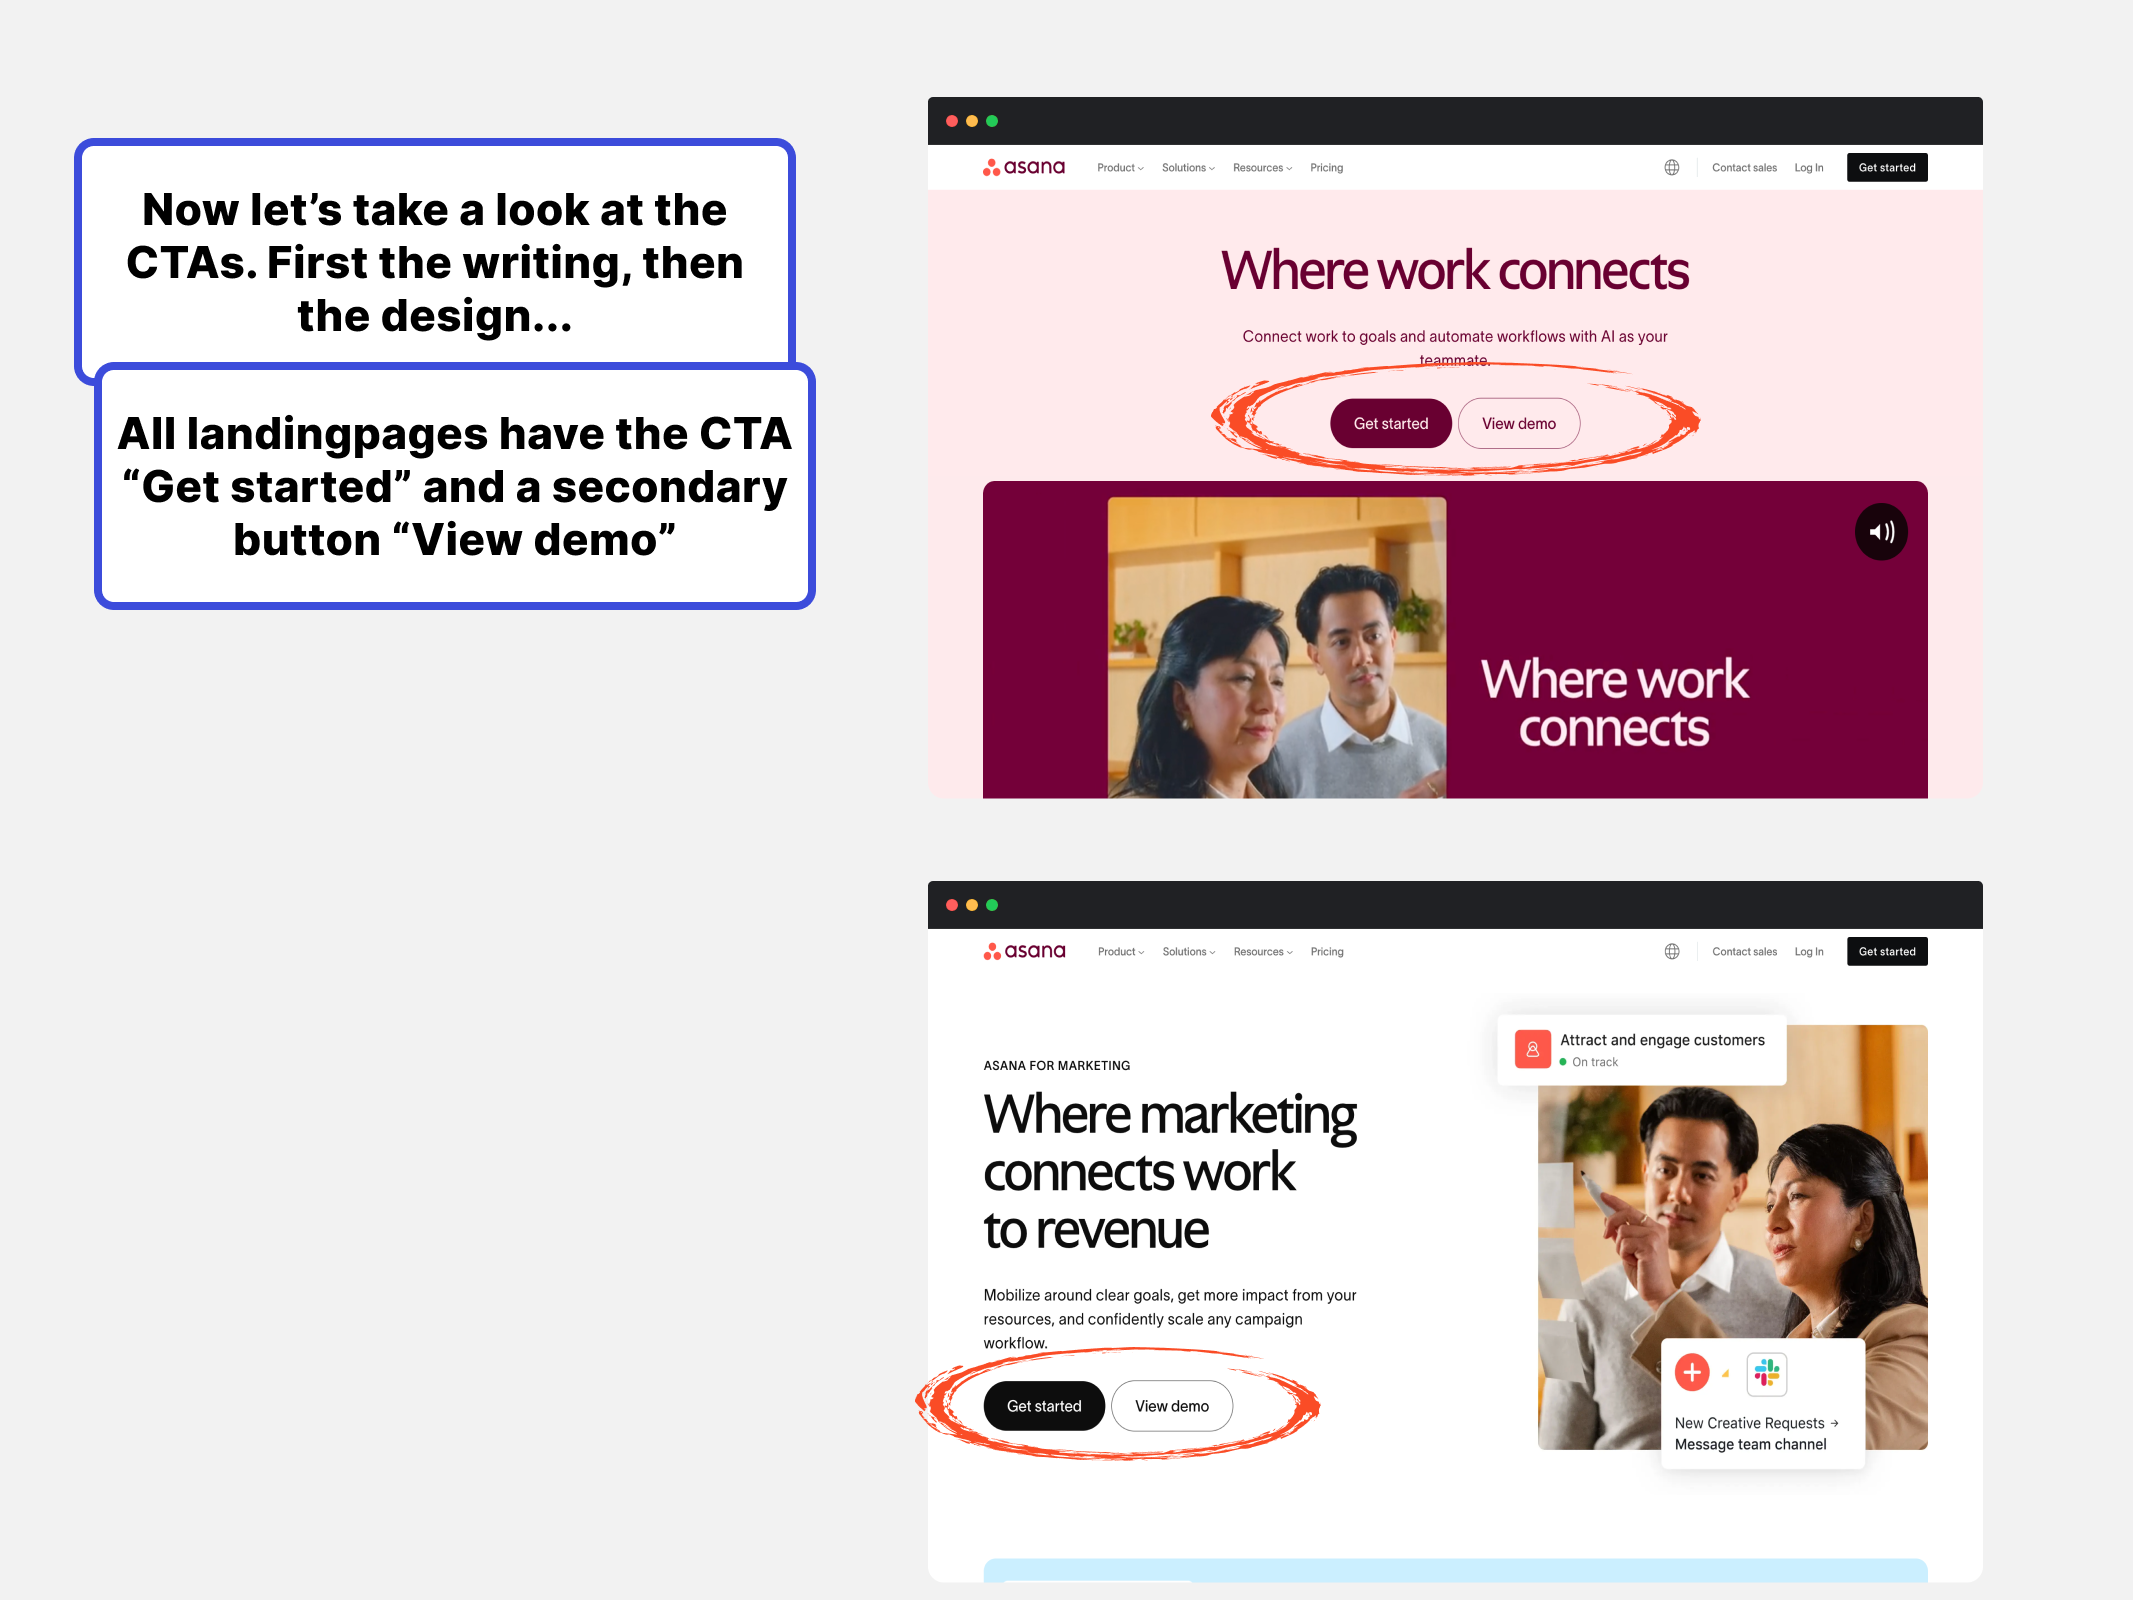 Now let’s take a look at the
CTAs. First the writing, then
the design...
All landingpages have the CTA
“Get started” and a secondary
button “View demo”
asana Product Solutions Resources Pricing Contact sales Log In Get started
Where work connects
Connect work to goals and automate workflows with AI as your
teammate.
Get started View demo
Where work
connects
asana Product Solutions Resources Pricing Contact sales Log In Get started
ASANA FOR MARKETING
Where marketing
connects work
to revenue
Mobilize around clear goals, get more impact from your
resources, and confidently scale any campaign
workflow.
Get started View demo
Attract and engage customers
On track
New Creative Requests →
Message team channel